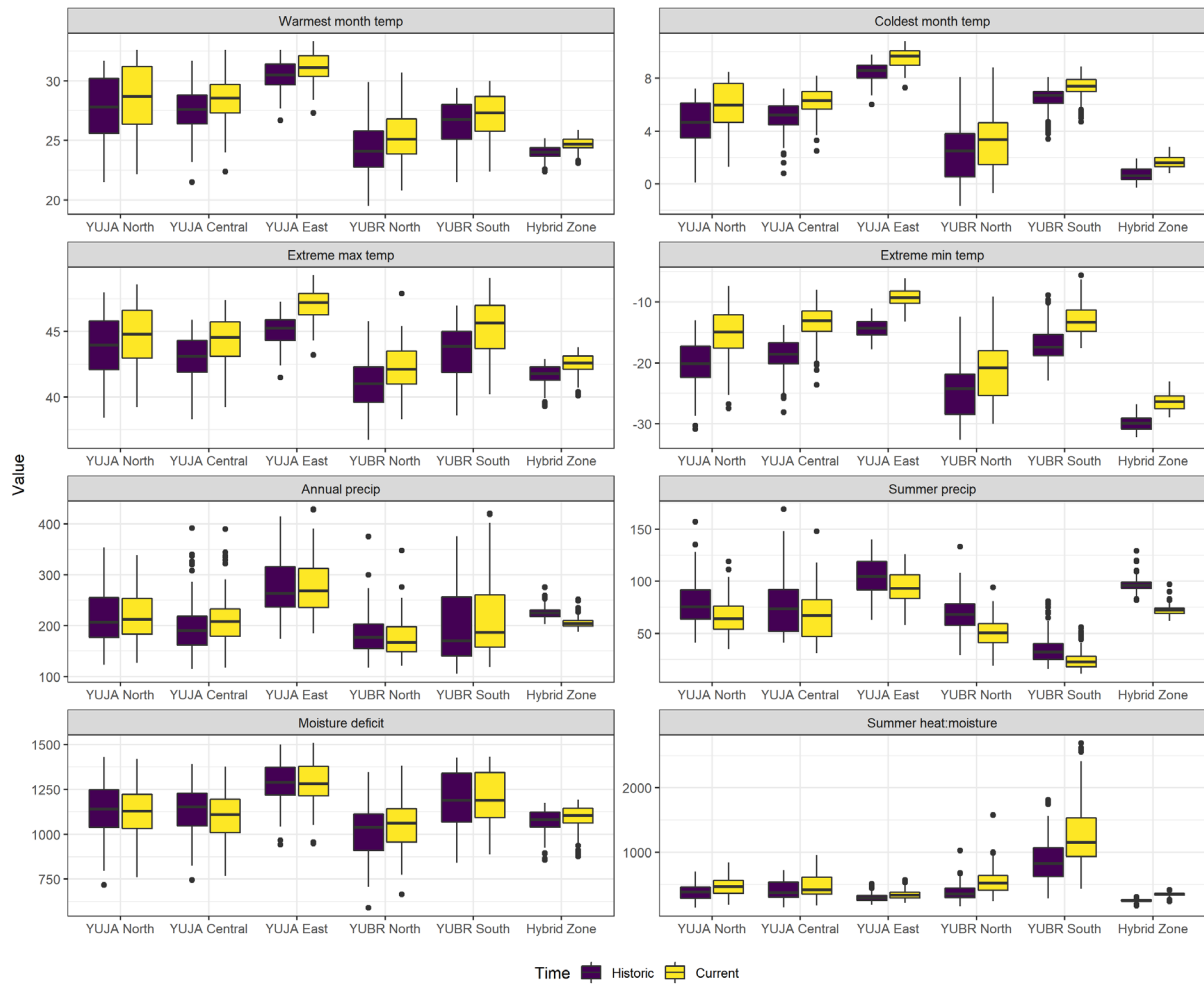 Warmest month temp
Coldest month temp
30
25
20
8
4
0
YUJA North YUJA Central YUJA East YUBR North YUBR South Hybrid Zone
YUJA North YUJA Central YUJA East YUBR North YUBR South Hybrid Zone
Extreme max temp
Extreme min temp
45
40
-10
-20
-30
YUJA North YUJA Central YUJA East YUBR North YUBR South Hybrid Zone
YUJA North YUJA Central YUJA East YUBR North YUBR South Hybrid Zone
Value
Annual precip
Summer precip
400
300
200
100
150
100
50
YUJA North YUJA Central YUJA East YUBR North YUBR South Hybrid Zone
YUJA North YUJA Central YUJA East YUBR North YUBR South Hybrid Zone
Moisture deficit
Summer heat:moisture
1500
1250
1000
750
2000
1000
YUJA North YUJA Central YUJA East YUBR North YUBR South Hybrid Zone
YUJA North YUJA Central YUJA East YUBR North YUBR South Hybrid Zone
Time Historic Current